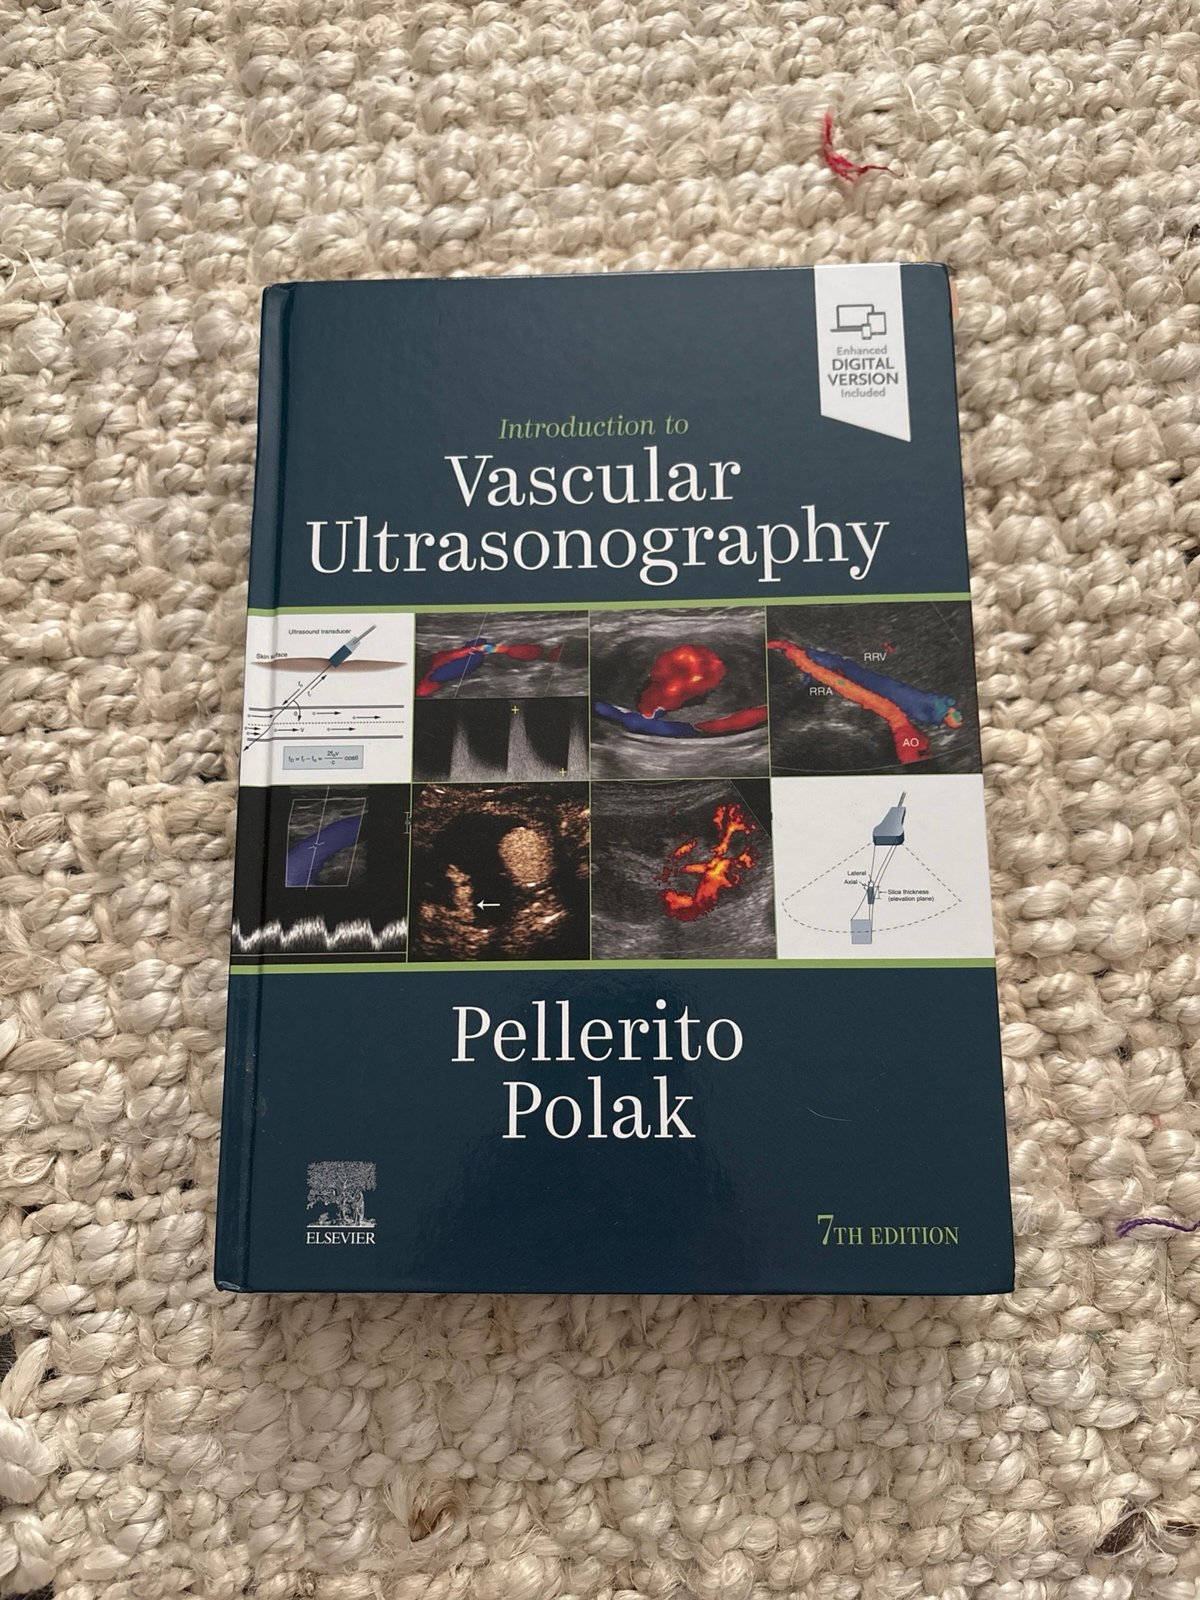 Enhanced
DIGITAL
VERSION
Included
Introduction to
Vascular
Ultrasonography
Ultrasound transducer
Skin surface
RRV
RRA
AO
Lateral
Axial
Slice thickness
(elevation plane)
Pellerito
Polak
ELSEVIER
7TH EDITION